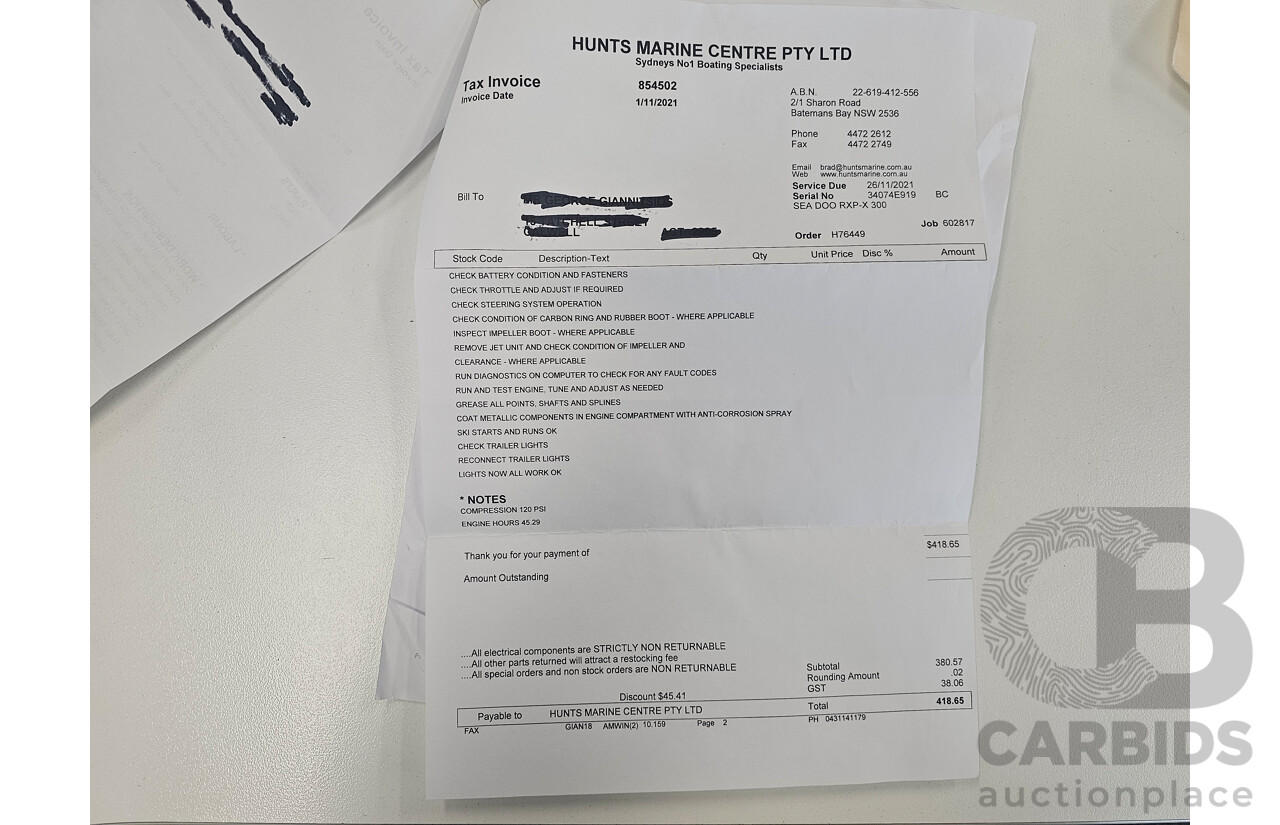 HUNTS MARINE CENTRE PTY LTD
Sydneys No1 Boating Specialists
Tax Invoice 854502
Invoice Date 1/11/2021
A.B.N. 22-619-412-556
2/1 Sharon Road
Batemans Bay NSW 2536
Phone 4472 2612
Fax 4472 2749
Email brad@huntsmarine.com.au
Web www.huntsmarine.com.au
Service Due 26/11/2021
Serial No 34074E919 BC
SEA DOO RXP-X 300
Bill To
Job 602817
Order H76449
Stock Code Description-Text Qty Unit Price Disc % Amount
CHECK BATTERY CONDITION AND FASTENERS
CHECK THROTTLE AND ADJUST IF REQUIRED
CHECK STEERING SYSTEM OPERATION
CHECK CONDITION OF CARBON RING AND RUBBER BOOT - WHERE APPLICABLE
INSPECT IMPELLER BOOT - WHERE APPLICABLE
REMOVE JET UNIT AND CHECK CONDITION OF IMPELLER AND
CLEARANCE - WHERE APPLICABLE
RUN DIAGNOSTICS ON COMPUTER TO CHECK FOR ANY FAULT CODES
RUN AND TEST ENGINE, TUNE AND ADJUST AS NEEDED
GREASE ALL POINTS, SHAFTS AND SPLINES
COAT METALLIC COMPONENTS IN ENGINE COMPARTMENT WITH ANTI-CORROSION SPRAY
SKI STARTS AND RUNS OK
CHECK TRAILER LIGHTS
RECONNECT TRAILER LIGHTS
LIGHTS NOW ALL WORK OK
* NOTES
COMPRESSION 120 PSI
ENGINE HOURS 45.29
Thank you for your payment of $418.65
Amount Outstanding
....All electrical components are STRICTLY NON RETURNABLE
....All other parts returned will attract a restocking fee
....All special orders and non stock orders are NON RETURNABLE
Subtotal 380.57
Rounding Amount .02
GST 38.06
Discount $45.41
Payable to HUNTS MARINE CENTRE PTY LTD Total 418.65
FAX GIAN18 AMWIN(2) 10.159 Page 2 PH 0431141179
CARBIDS
auctionplace